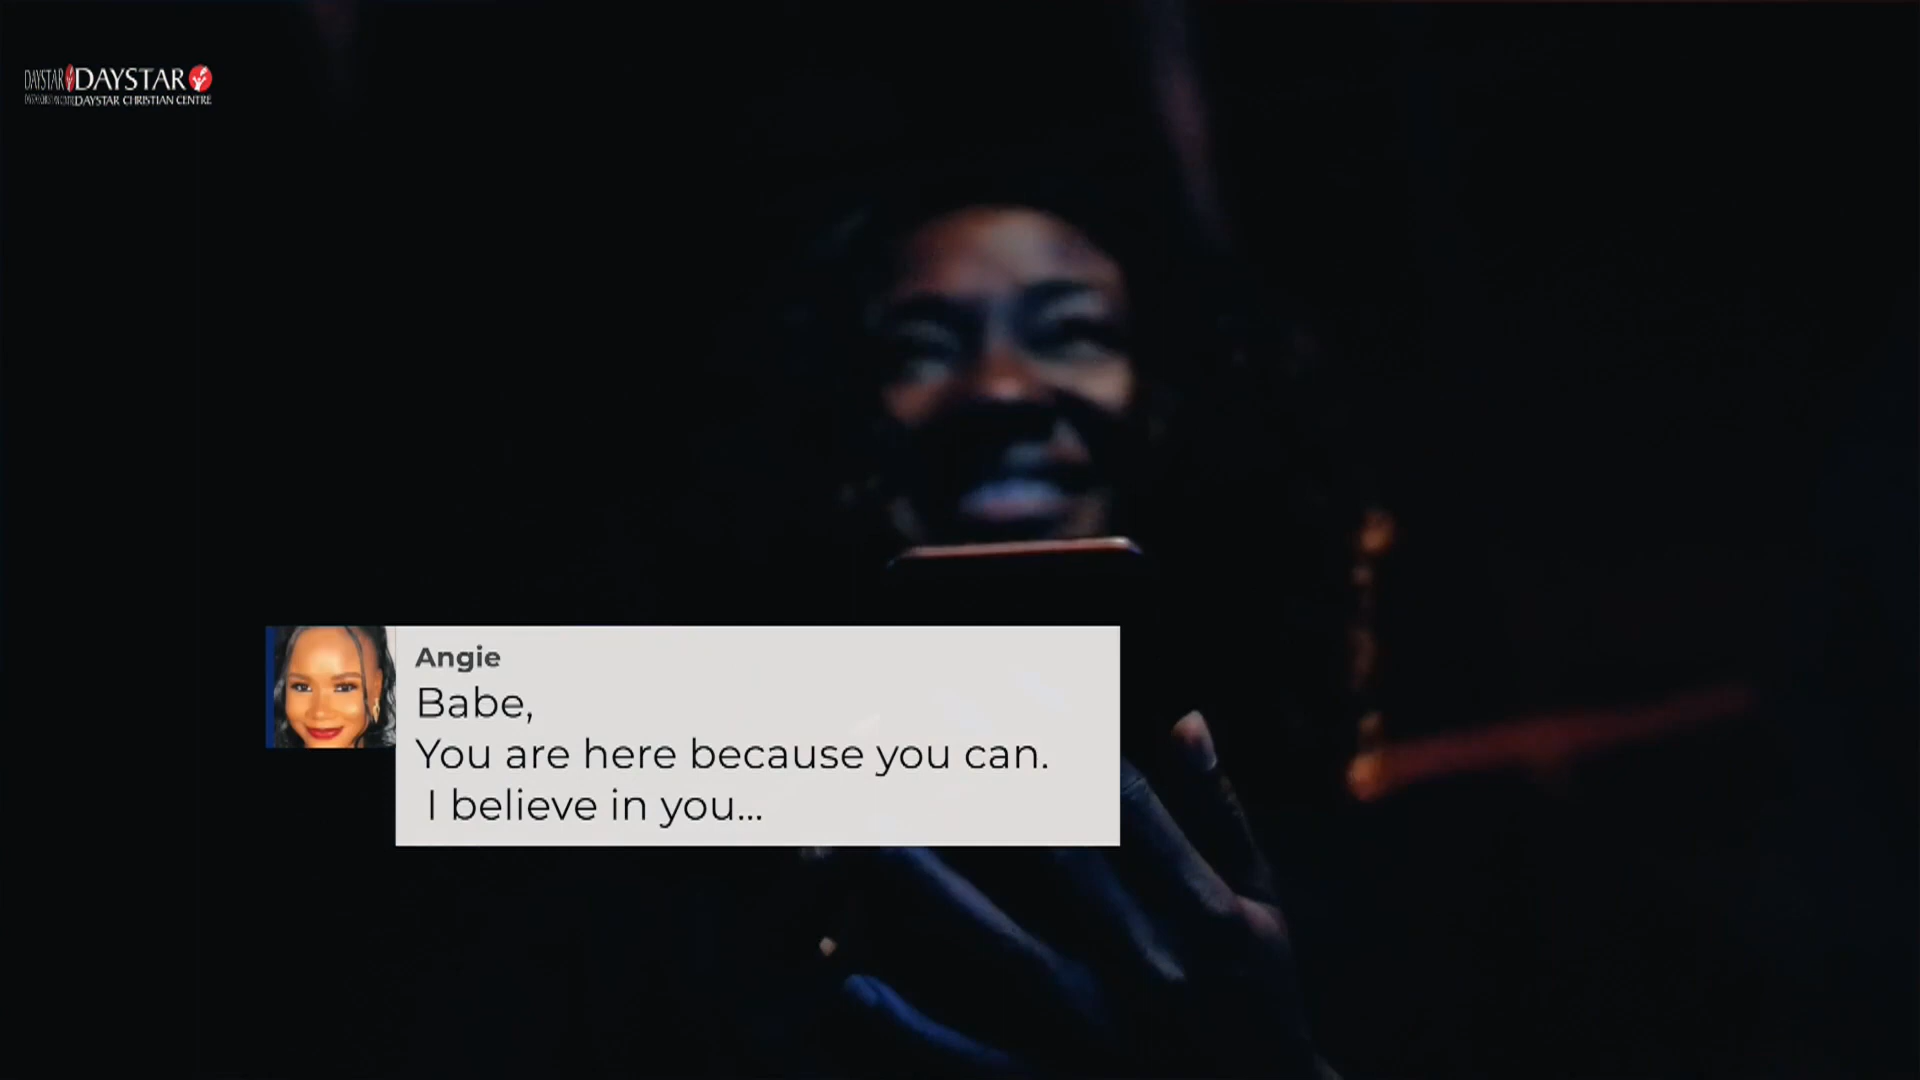 DAYSTAR DAYSTAR
DAYSTAR CHRISTIAN CENTRE
Angie
Babe,
You are here because you can.
I believe in you...